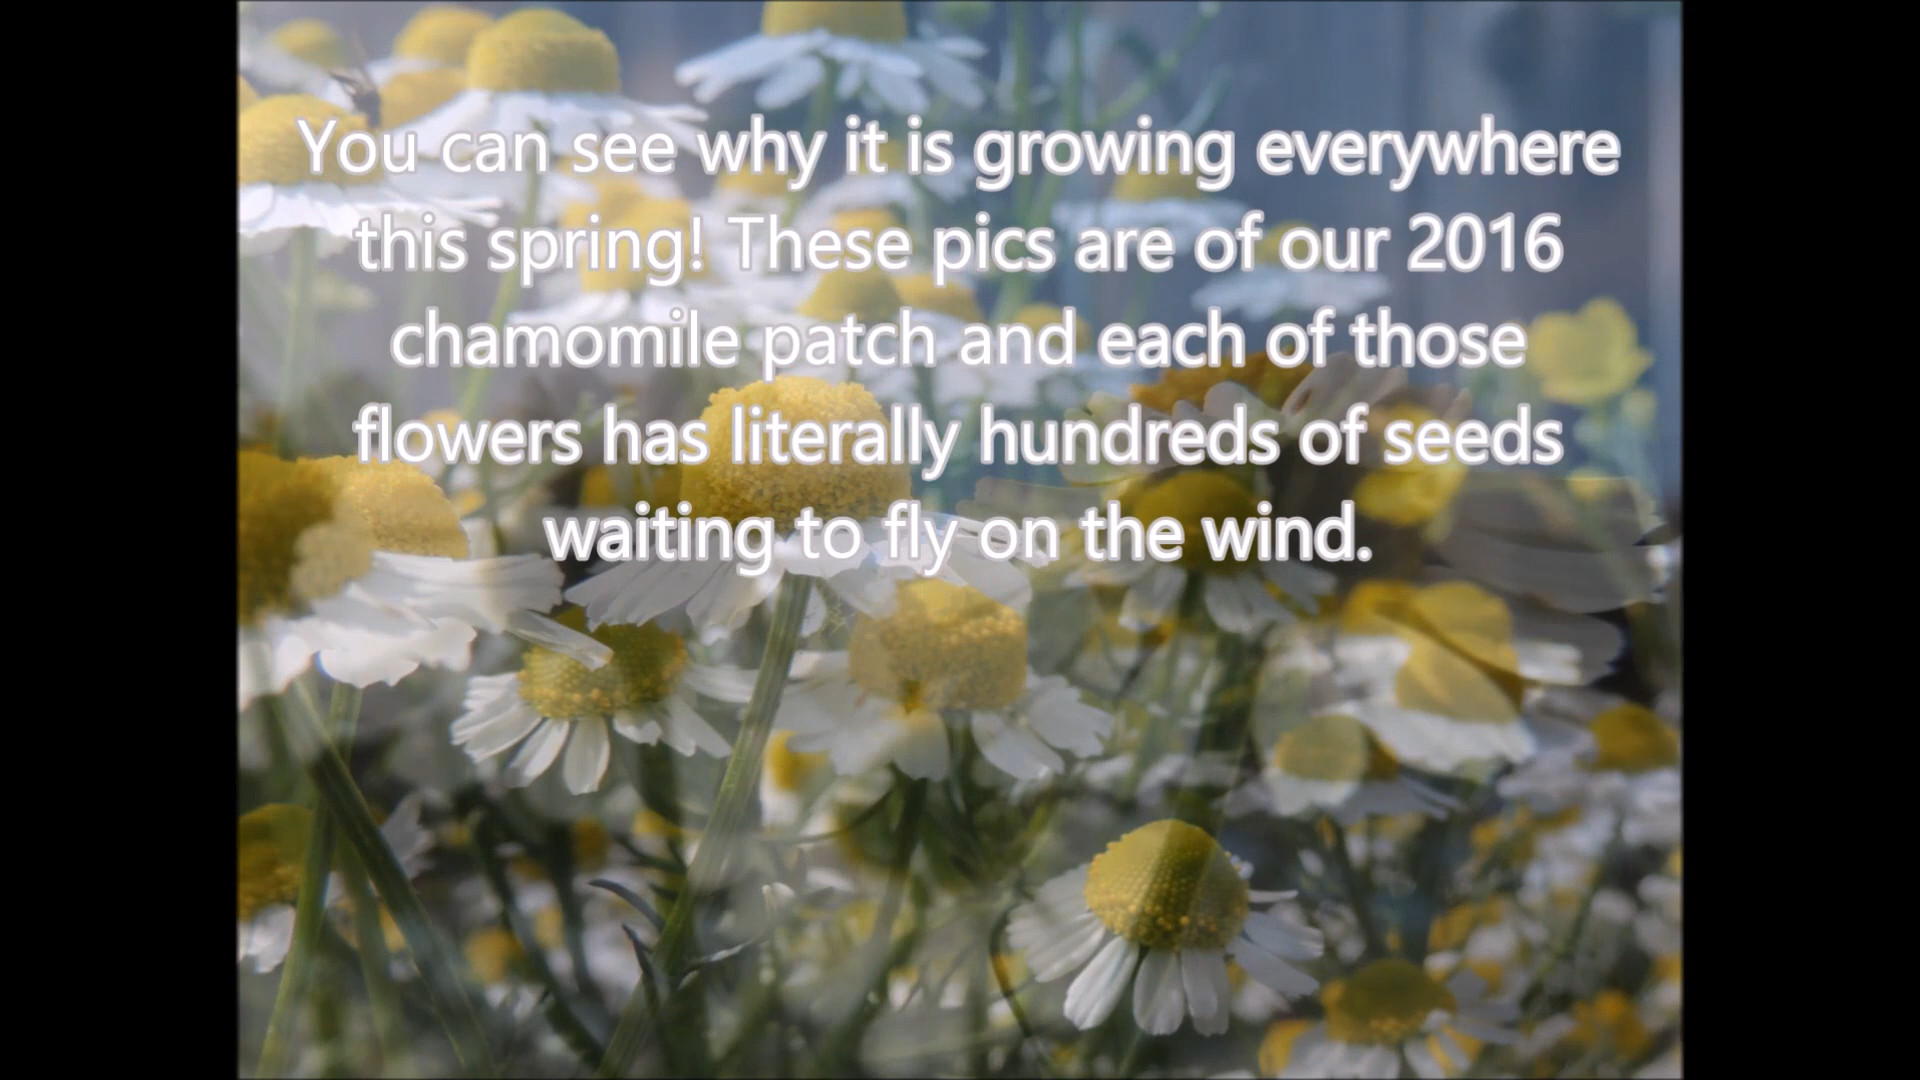 You can see why it is growing everywhere
this spring! These pics are of our 2016
chamomile patch and each of those
flowers has literally hundreds of seeds
waiting to fly on the wind.